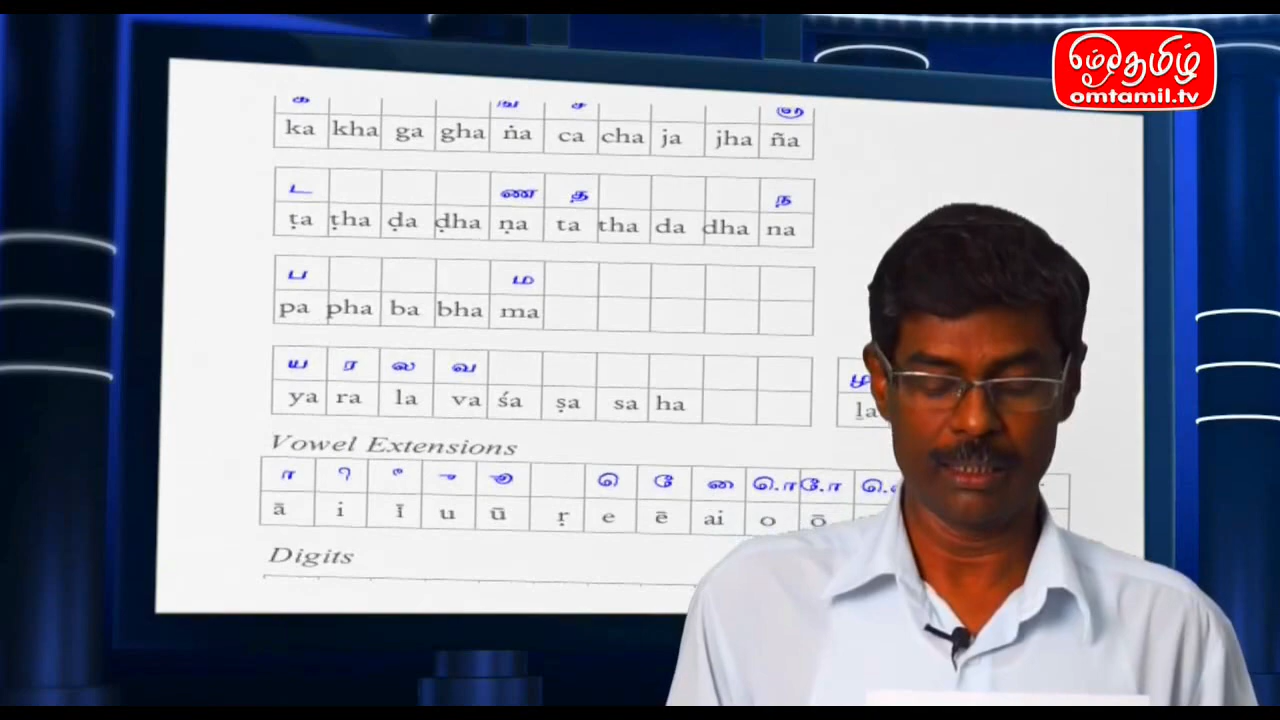 ஓம்தமிழ்
omtamil.tv
க ங ச ஞ
ka kha ga gha ṅa ca cha ja jha ña
ட ண த ந
ṭa ṭha ḍa ḍha ṇa ta tha da dha na
ப ம
pa pha ba bha ma
ய ர ல வ ழ
ya ra la va śa ṣa sa ha ḻa
Vowel Extensions
ா ி ீ ு ூ ெ ே ை ொ ோ
ā i ī u ū ṛ e ē ai o ō
Digits